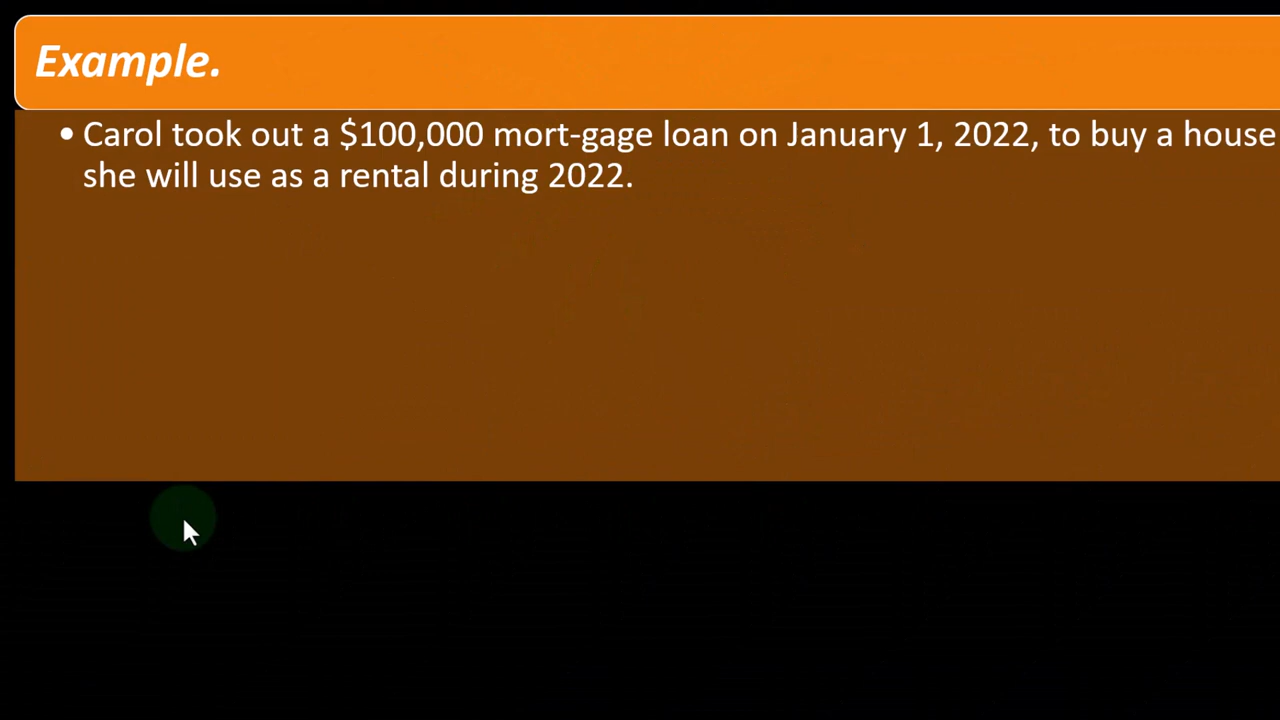 Example.
• Carol took out a $100,000 mort-gage loan on January 1, 2022, to buy a house
she will use as a rental during 2022.